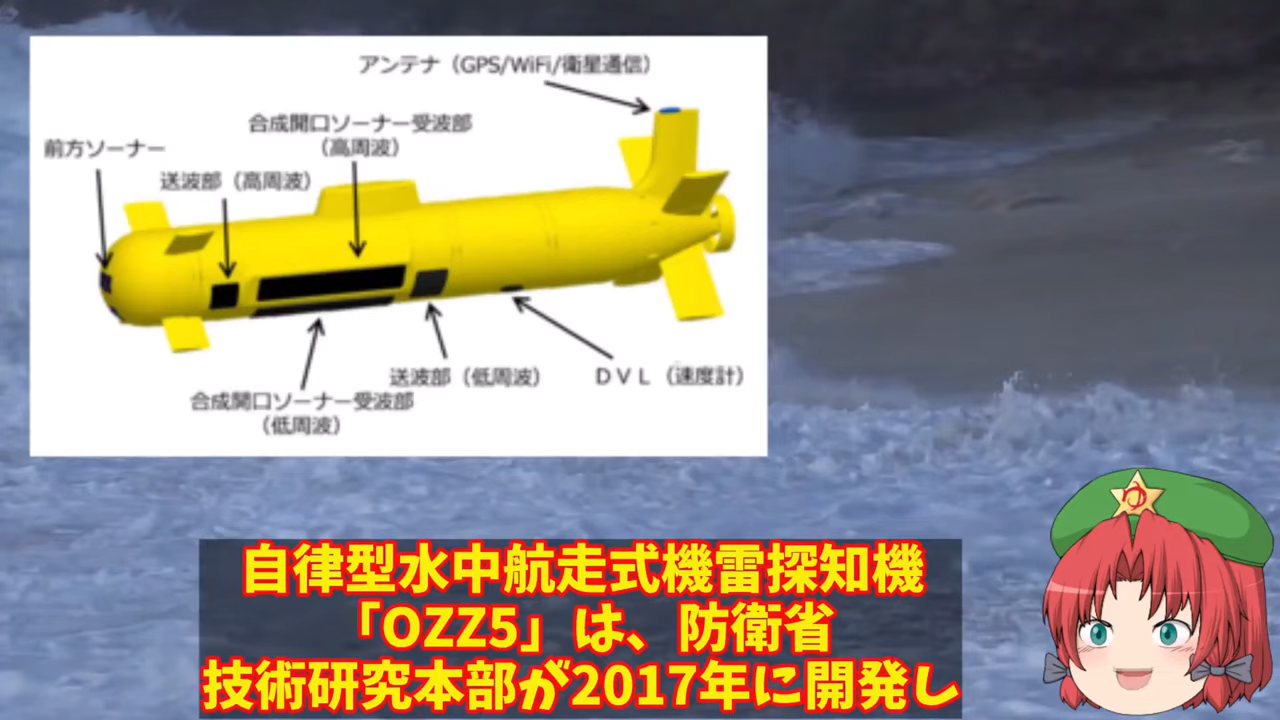 アンテナ（GPS/WiFi/衛星通信）
合成開口ソーナー受波部
（高周波）
前方ソーナー
送波部（高周波）
送波部（低周波）
DVL（速度計）
合成開口ソーナー受波部
（低周波）
自律型水中航走式機雷探知機
「OZZ5」は、防衛省
技術研究本部が2017年に開発し
ゆ